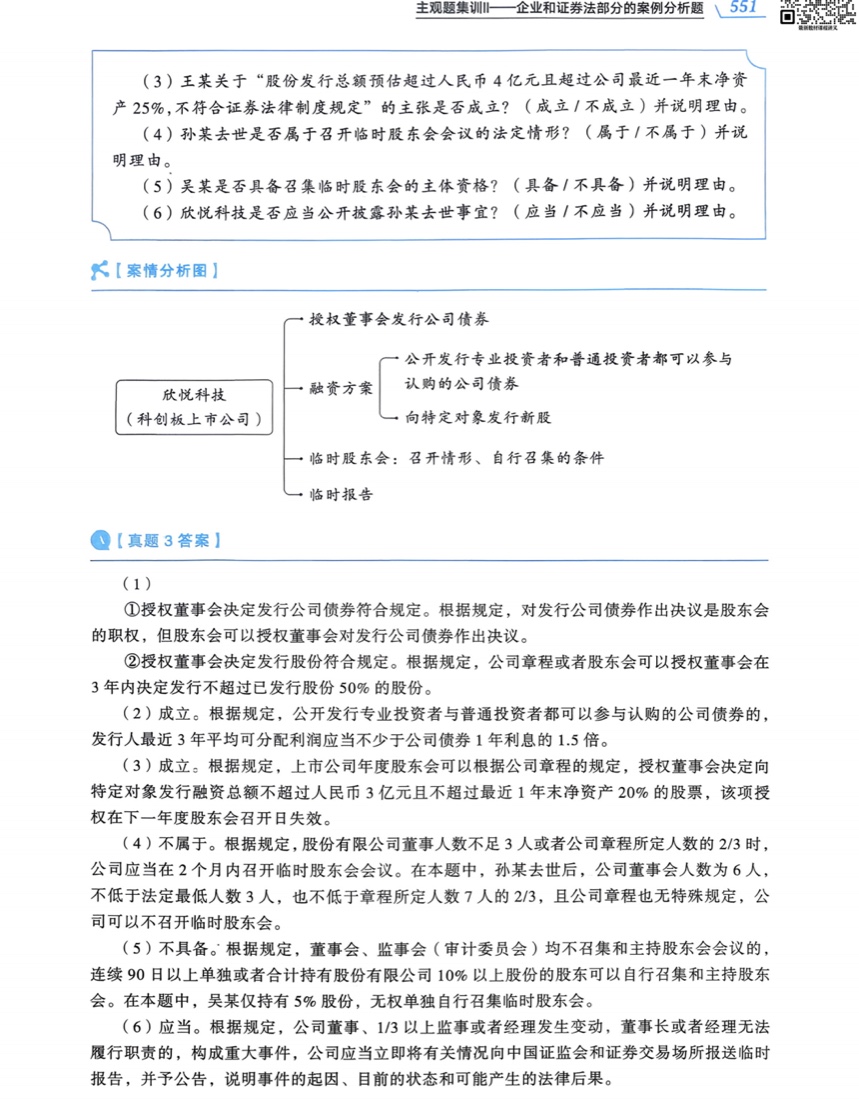 主观题集训Ⅱ——企业和证券法部分的案例分析题 551
（3）王某关于“股份发行总额预估超过人民币 4 亿元且超过公司最近一年末净资
产 25%，不符合证券法律制度规定”的主张是否成立？（成立 / 不成立）并说明理由。
（4）孙某去世是否属于召开临时股东会会议的法定情形？（属于 / 不属于）并说
明理由。
（5）吴某是否具备召集临时股东会的主体资格？（具备 / 不具备）并说明理由。
（6）欣悦科技是否应当公开披露孙某去世事宜？（应当 / 不应当）并说明理由。
【案情分析图】
授权董事会发行公司债券
公开发行专业投资者和普通投资者都可以参与
认购的公司债券
融资方案
向特定对象发行新股
欣悦科技
（科创板上市公司）
临时股东会：召开情形、自行召集的条件
临时报告
【真题 3 答案】
（1）
①授权董事会决定发行公司债券符合规定。根据规定，对发行公司债券作出决议是股东会
的职权，但股东会可以授权董事会对发行公司债券作出决议。
②授权董事会决定发行股份符合规定。根据规定，公司章程或者股东会可以授权董事会在
3 年内决定发行不超过已发行股份 50% 的股份。
（2）成立。根据规定，公开发行专业投资者与普通投资者都可以参与认购的公司债券的，
发行人最近 3 年平均可分配利润应当不少于公司债券 1 年利息的 1.5 倍。
（3）成立。根据规定，上市公司年度股东会可以根据公司章程的规定，授权董事会决定向
特定对象发行融资总额不超过人民币 3 亿元且不超过最近 1 年末净资产 20% 的股票，该项授
权在下一年度股东会召开日失效。
（4）不属于。根据规定，股份有限公司董事人数不足 3 人或者公司章程所定人数的 2/3 时，
公司应当在 2 个月内召开临时股东会会议。在本题中，孙某去世后，公司董事会人数为 6 人，
不低于法定最低人数 3 人，也不低于章程所定人数 7 人的 2/3，且公司章程也无特殊规定，公
司可以不召开临时股东会。
（5）不具备。根据规定，董事会、监事会（审计委员会）均不召集和主持股东会会议的，
连续 90 日以上单独或者合计持有股份有限公司 10% 以上股份的股东可以自行召集和主持股东
会。在本题中，吴某仅持有 5% 股份，无权单独自行召集临时股东会。
（6）应当。根据规定，公司董事、1/3 以上监事或者经理发生变动，董事长或者经理无法
履行职责的，构成重大事件，公司应当立即将有关情况向中国证监会和证券交易场所报送临时
报告，并予公告，说明事件的起因、目前的状态和可能产生的法律后果。